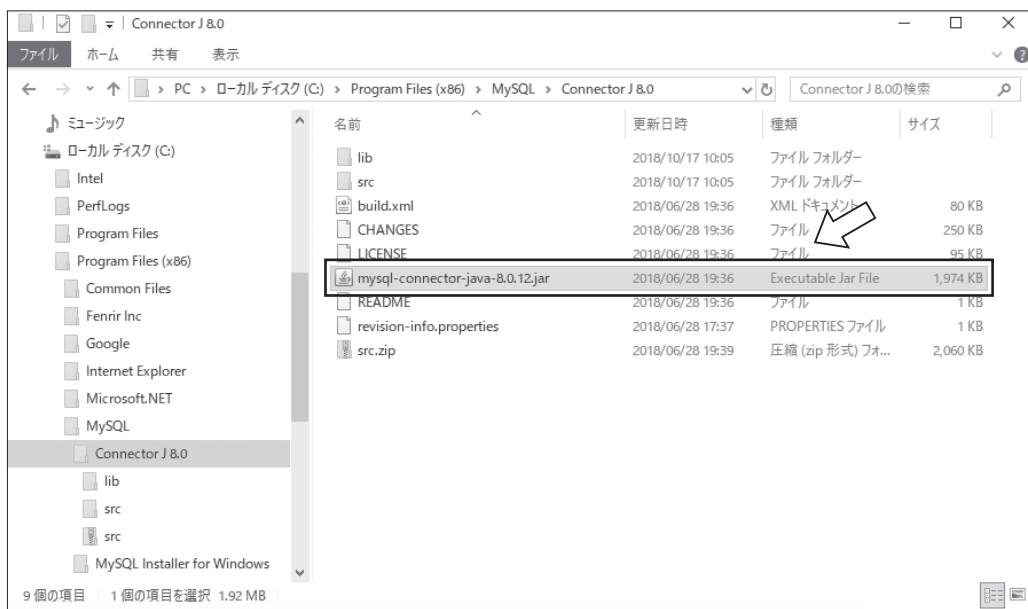 Connector J 8.0
ファイル ホーム 共有 表示
PC › ローカル ディスク (C:) › Program Files (x86) › MySQL › Connector J 8.0
Connector J 8.0の検索
ミュージック
ローカル ディスク (C:)
Intel
PerfLogs
Program Files
Program Files (x86)
Common Files
Fenrir Inc
Google
Internet Explorer
Microsoft.NET
MySQL
Connector J 8.0
lib
src
src
MySQL Installer for Windows
名前 更新日時 種類 サイズ
lib 2018/10/17 10:05 ファイル フォルダー
src 2018/10/17 10:05 ファイル フォルダー
build.xml 2018/06/28 19:36 XML ドキュメント 80 KB
CHANGES 2018/06/28 19:36 ファイル 250 KB
LICENSE 2018/06/28 19:36 ファイル 95 KB
mysql-connector-java-8.0.12.jar 2018/06/28 19:36 Executable Jar File 1,974 KB
README 2018/06/28 19:36 ファイル 1 KB
revision-info.properties 2018/06/28 17:37 PROPERTIES ファイル 1 KB
src.zip 2018/06/28 19:39 圧縮 (zip 形式) フォ... 2,060 KB
9 個の項目 1 個の項目を選択 1.92 MB